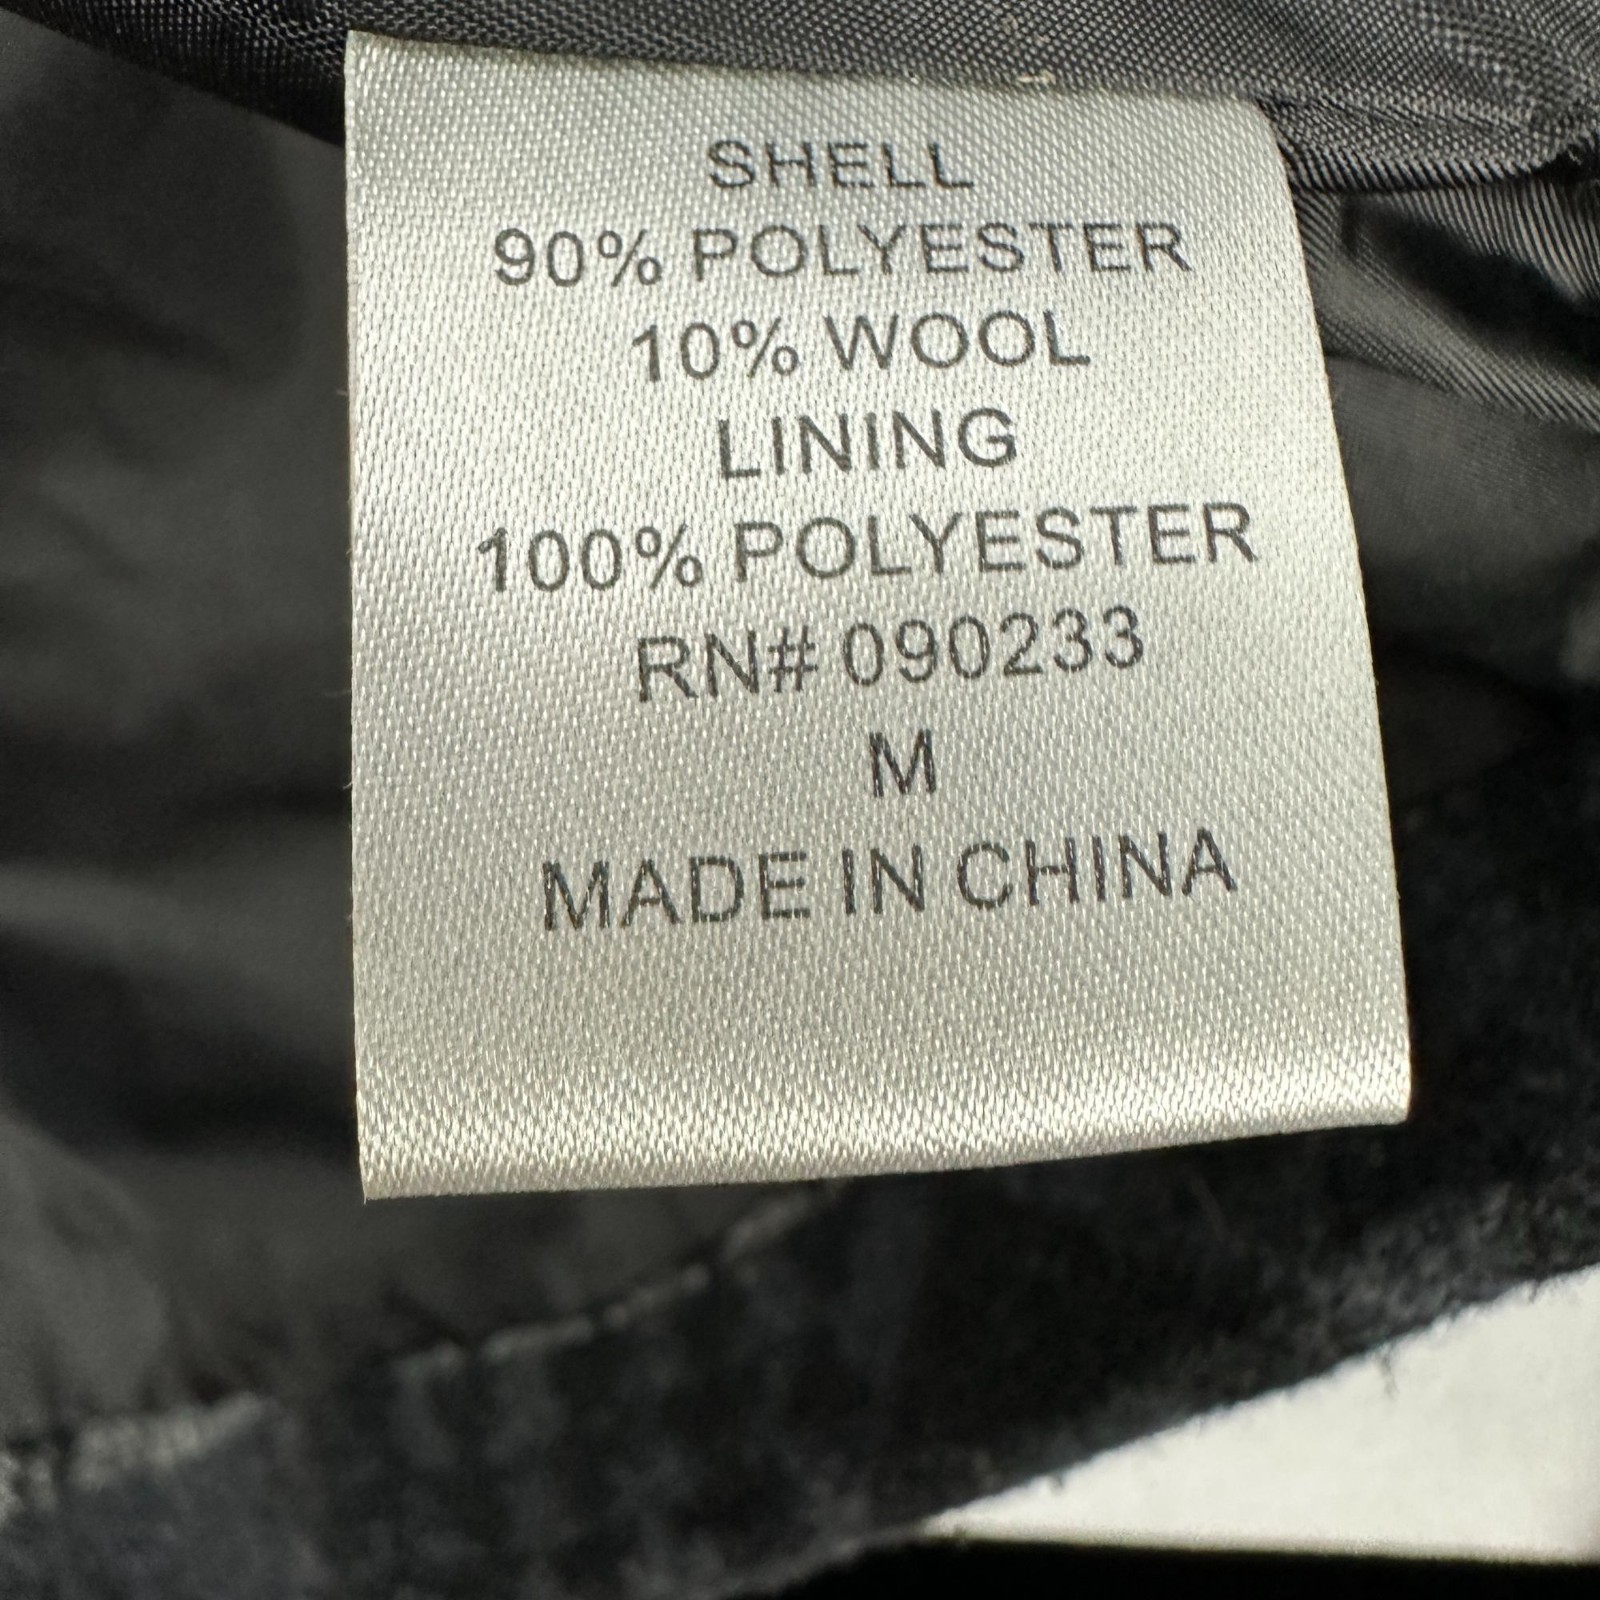 SHELL
90% POLYESTER
10% WOOL
LINING
100% POLYESTER
RN# 090233
M
MADE IN CHINA